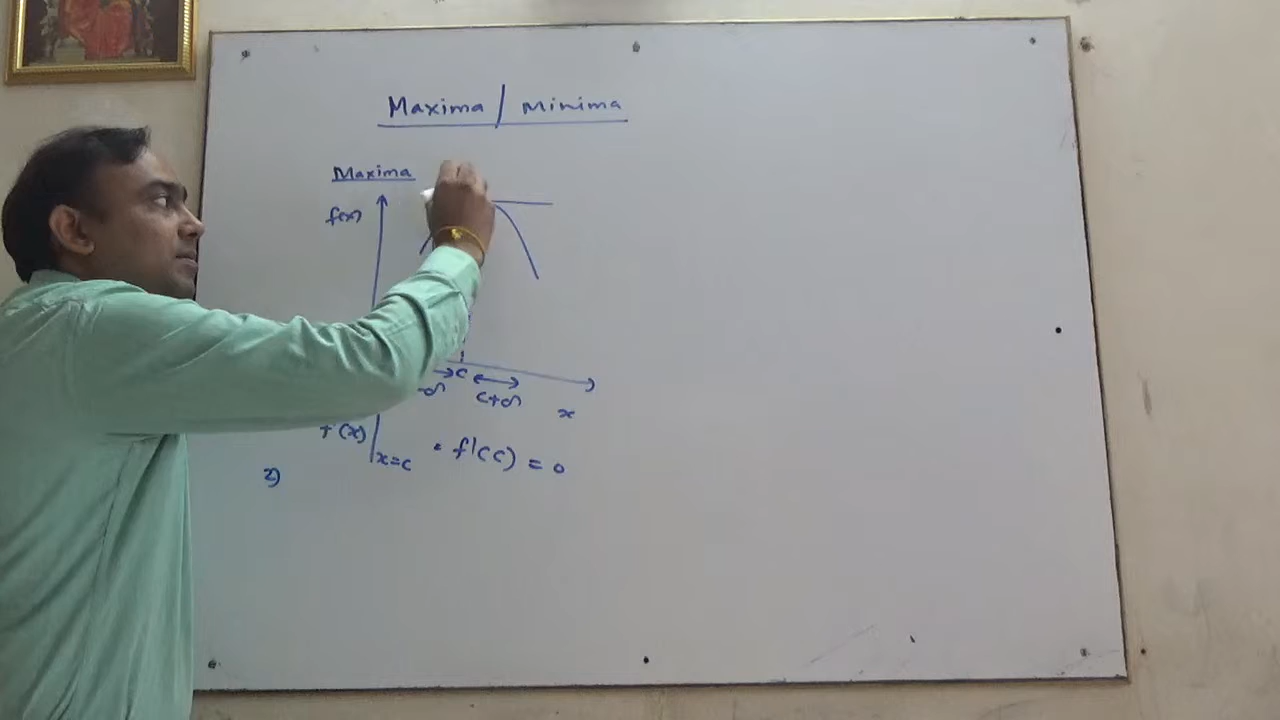 Maxima / Minima
Maxima
f(x)
c
c+δ
x
f(x) | x=c = f'(c) = 0
2)